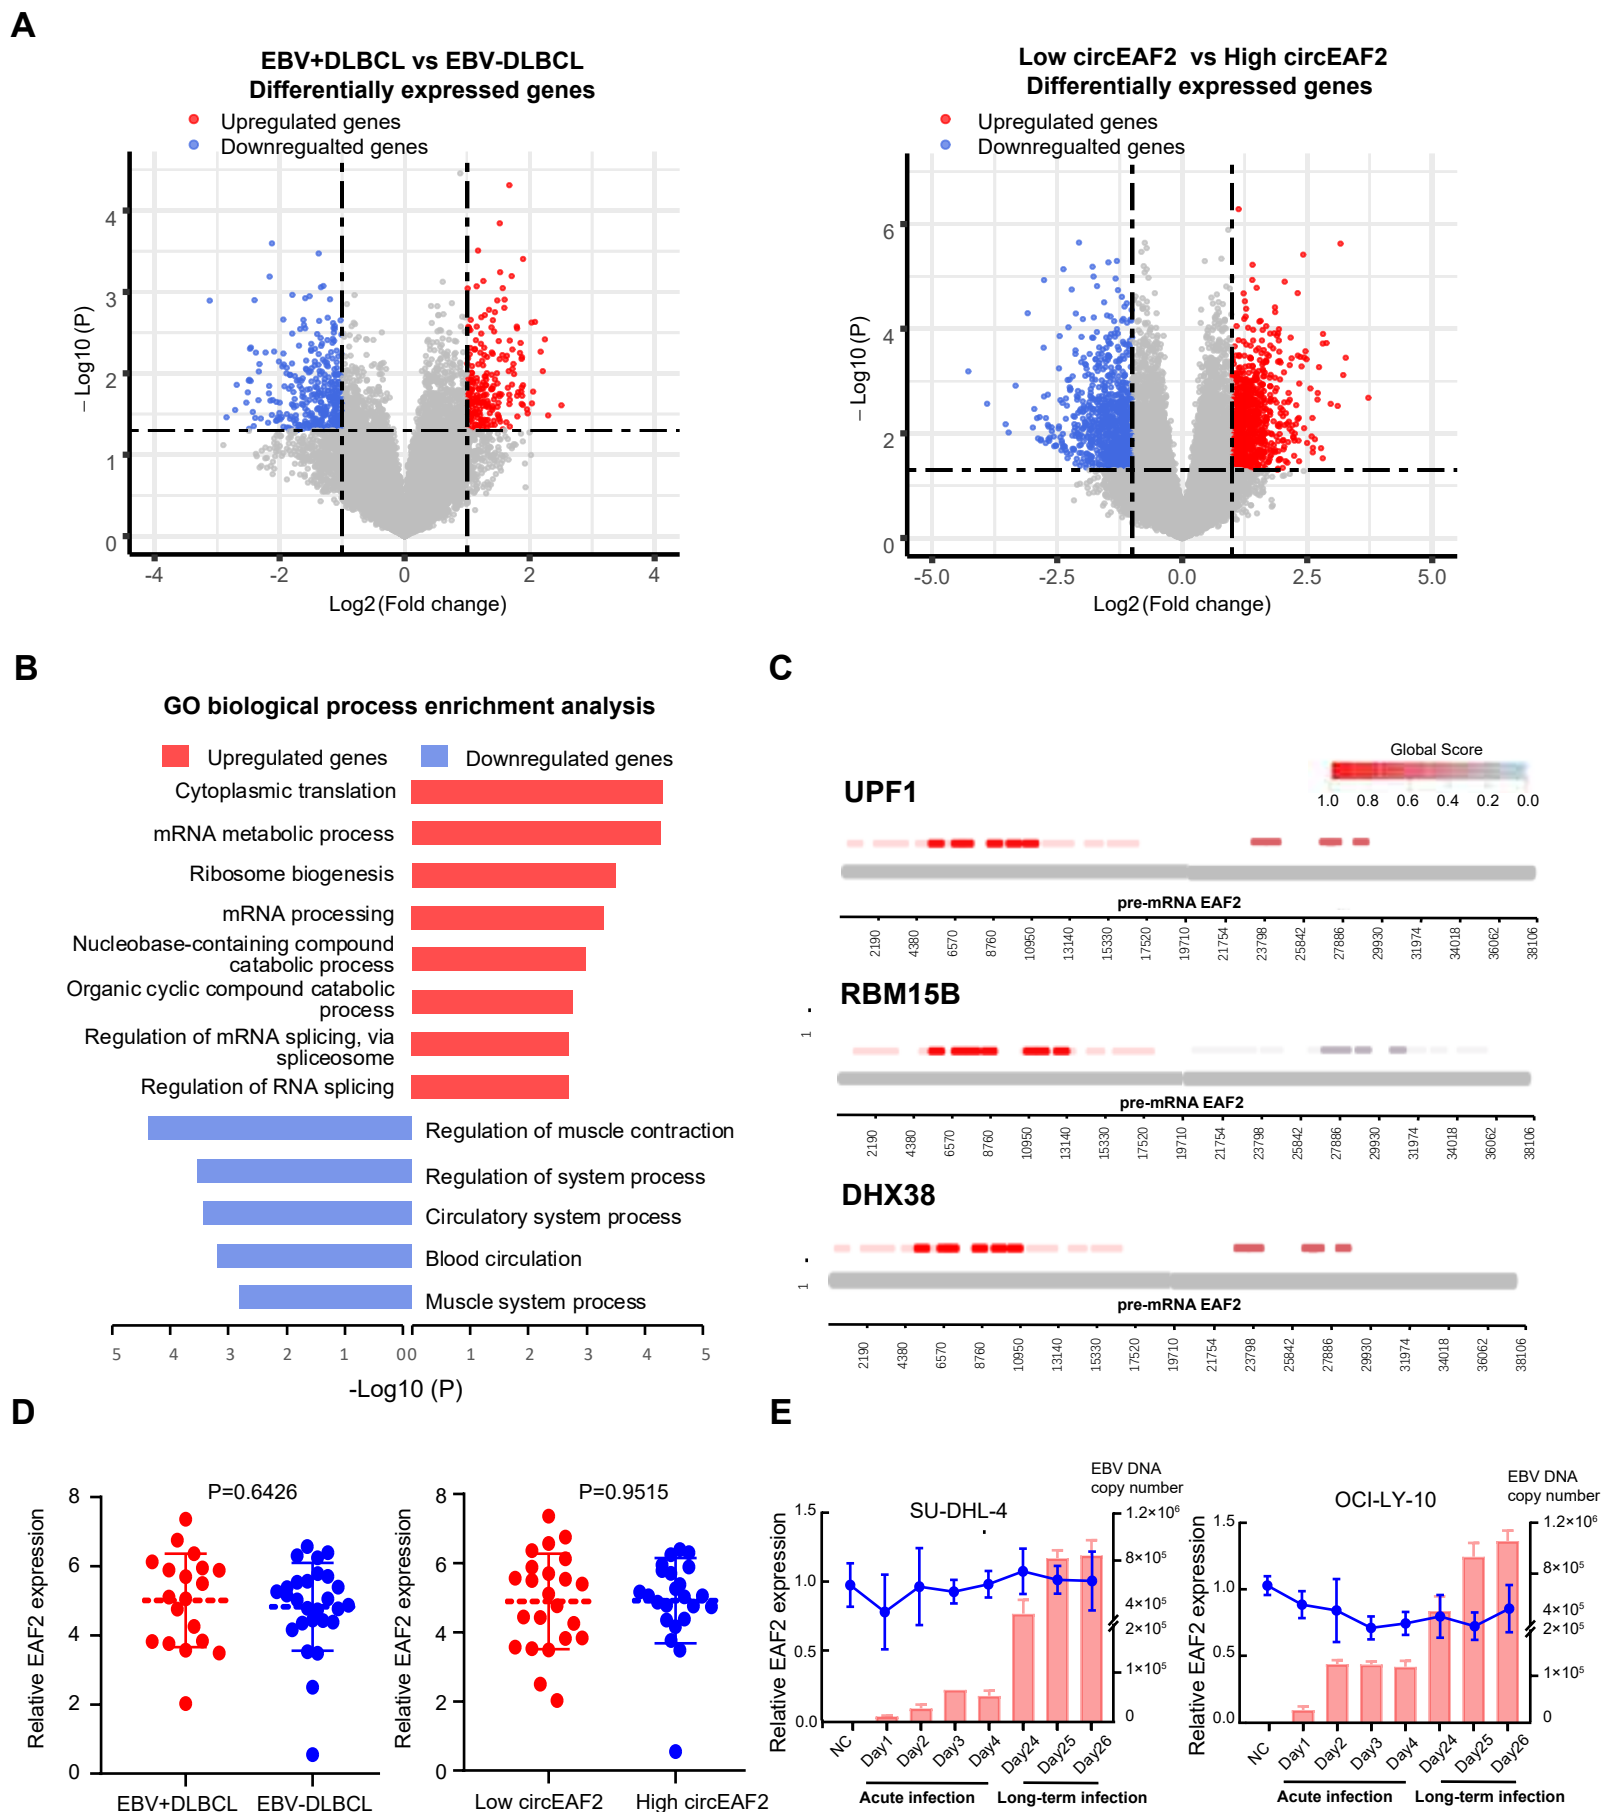 A
EBV+DLBCL vs EBV-DLBCL
Differentially expressed genes
Upregulated genes
Downregualted genes
– Log10 (P)
4
3
2
1
0
-4 -2 0 2 4
Log2 (Fold change)
Low circEAF2 vs High circEAF2
Differentially expressed genes
Upregulated genes
Downregualted genes
– Log10 (P)
6
4
2
0
-5.0 -2.5 0.0 2.5 5.0
Log2 (Fold change)
B
GO biological process enrichment analysis
Upregulated genes Downregulated genes
Cytoplasmic translation
mRNA metabolic process
Ribosome biogenesis
mRNA processing
Nucleobase-containing compound
catabolic process
Organic cyclic compound catabolic
process
Regulation of mRNA splicing, via
spliceosome
Regulation of RNA splicing
Regulation of muscle contraction
Regulation of system process
Circulatory system process
Blood circulation
Muscle system process
5 4 3 2 1 0 0 1 2 3 4 5
-Log10 (P)
C
Global Score
1.0 0.8 0.6 0.4 0.2 0.0
UPF1
pre-mRNA EAF2
2190 4380 6570 8760 10950 13140 15330 17520 19710 21754 23798 25842 27886 29930 31974 34018 36062 38106
RBM15B
1
pre-mRNA EAF2
2190 4380 6570 8760 10950 13140 15330 17520 19710 21754 23798 25842 27886 29930 31974 34018 36062 38106
DHX38
1
pre-mRNA EAF2
2190 4380 6570 8760 10950 13140 15330 17520 19710 21754 23798 25842 27886 29930 31974 34018 36062 38106
D
Relative EAF2 expression
8
6
4
2
0
P=0.6426
EBV+DLBCL EBV-DLBCL
Relative EAF2 expression
8
6
4
2
0
P=0.9515
Low circEAF2 High circEAF2
E
SU-DHL-4
EBV DNA
copy number
Relative EAF2 expression
1.5
1.0
0.5
0.0
1.2×10⁶
8×10⁵
4×10⁵
2×10⁵
1×10⁵
0
NC Day1 Day2 Day3 Day4 Day24 Day25 Day26
Acute infection Long-term infection
OCI-LY-10
EBV DNA
copy number
Relative EAF2 expression
1.5
1.0
0.5
0.0
1.2×10⁶
8×10⁵
4×10⁵
2×10⁵
1×10⁵
0
NC Day1 Day2 Day3 Day4 Day24 Day25 Day26
Acute infection Long-term infection